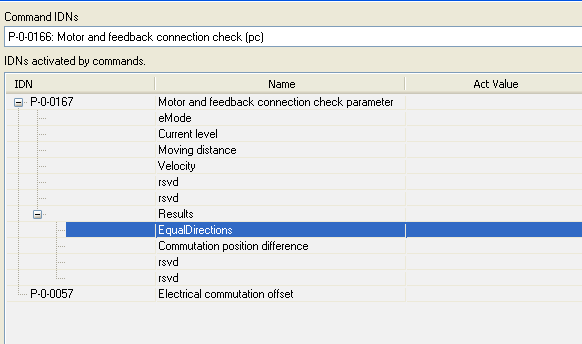 Command IDNs
P-0-0166: Motor and feedback connection check (pc)
IDNs activated by commands.
IDN Name Act Value
P-0-0167 Motor and feedback connection check parameter
eMode
Current level
Moving distance
Velocity
rsvd
rsvd
Results
EqualDirections
Commutation position difference
rsvd
rsvd
P-0-0057 Electrical commutation offset